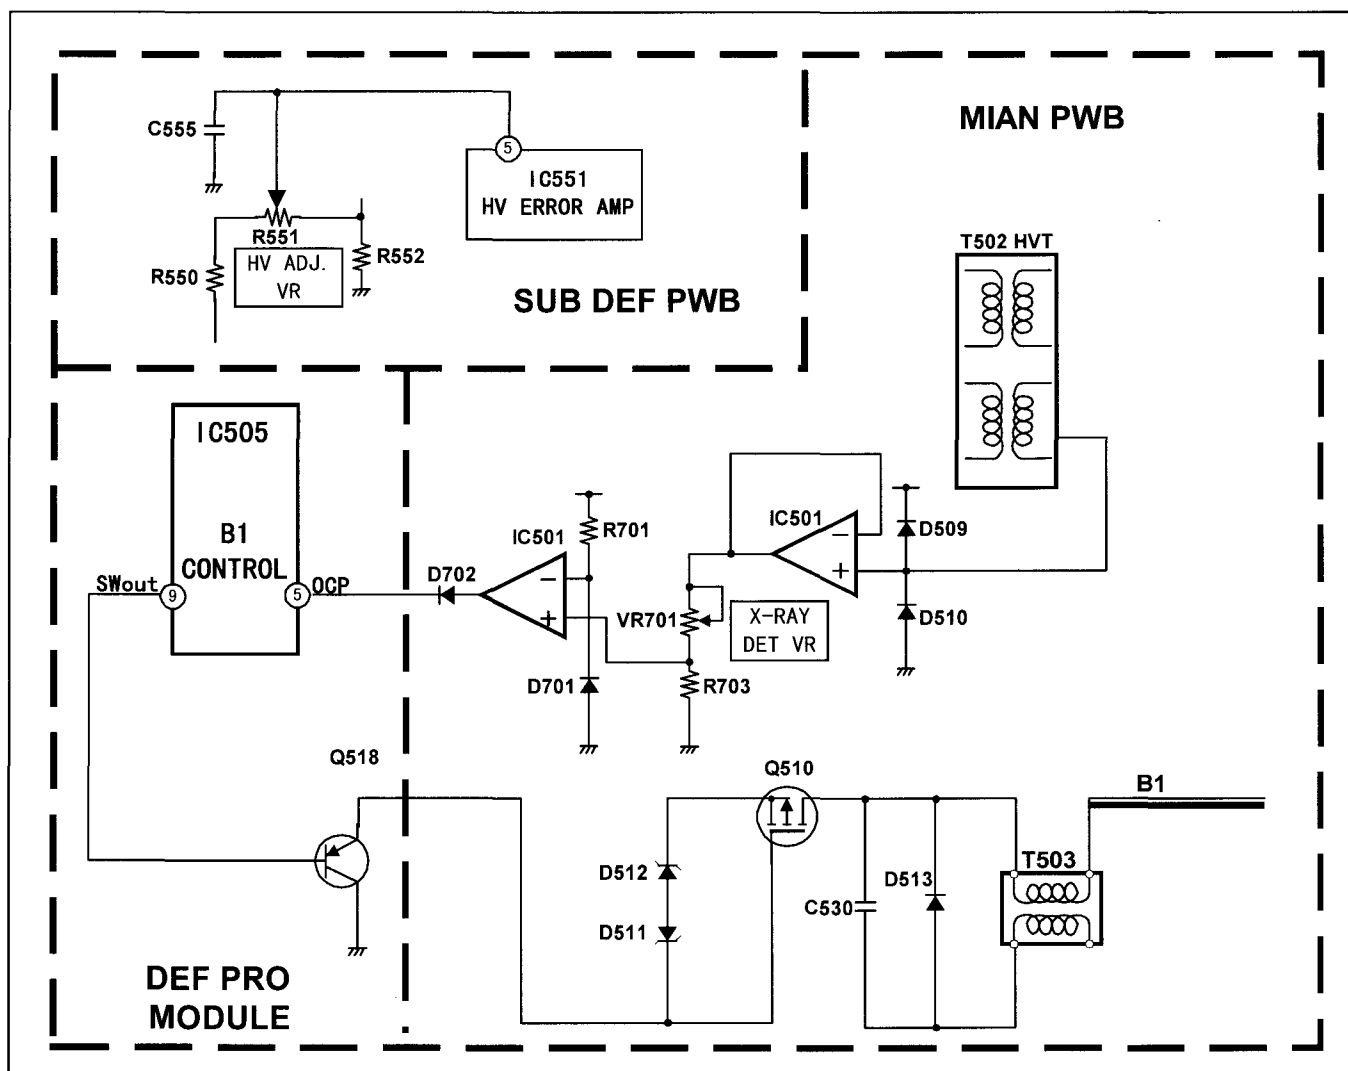 MIAN PWB
C555
5
IC551
HV ERROR AMP
R551
HV ADJ.
VR
R550
R552
SUB DEF PWB
T502 HVT
IC505
B1
CONTROL
SWout
9
5
OCP
D702
IC501
−
+
R701
D701
IC501
−
+
D509
D510
VR701
X-RAY
DET VR
R703
Q518
Q510
B1
D512
D511
C530
D513
T503
DEF PRO
MODULE